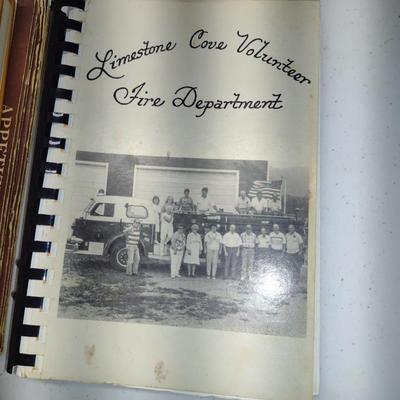 Limestone Cove Volunteer
Fire Department